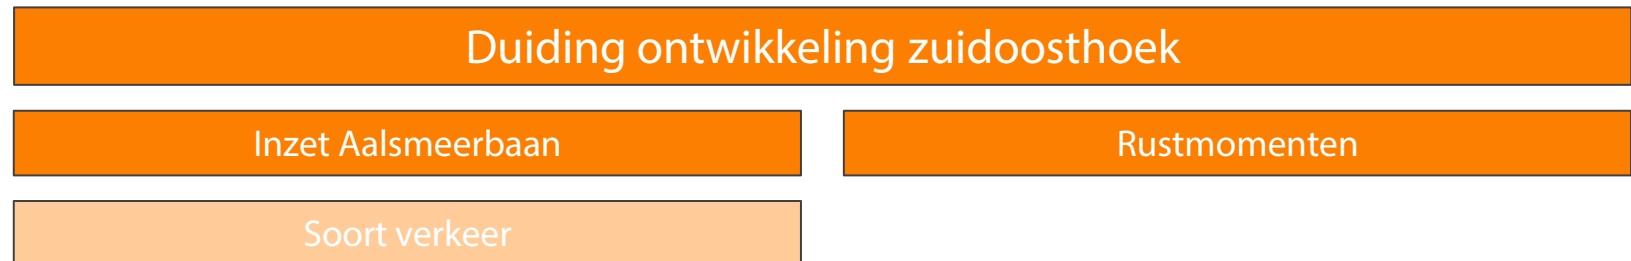 Duiding ontwikkeling zuidoosthoek
Inzet Aalsmeerbaan
Rustmomenten
Soort verkeer